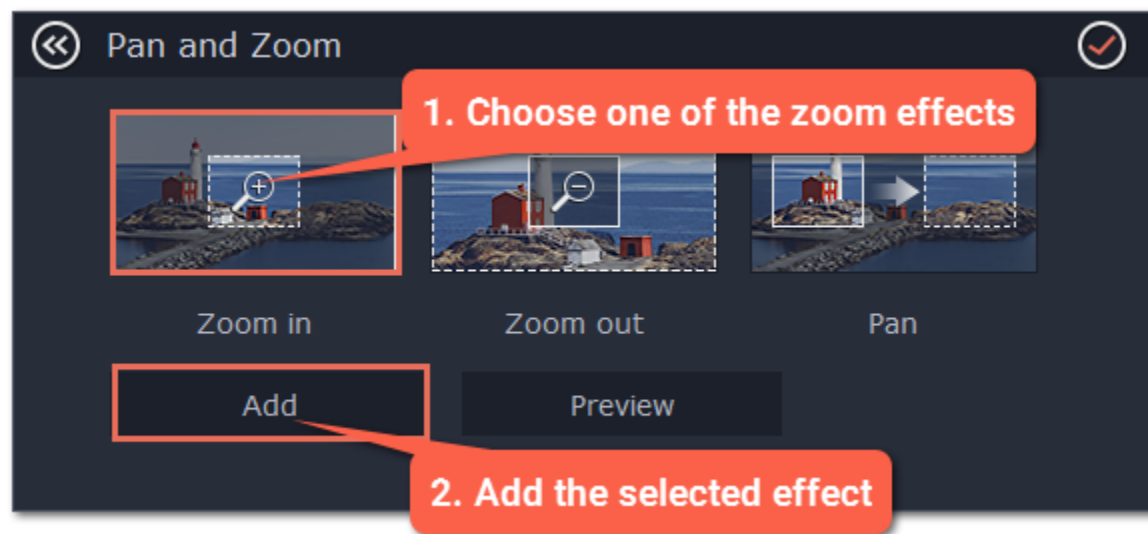 Pan and Zoom
1. Choose one of the zoom effects
Zoom in
Zoom out
Pan
Add
Preview
2. Add the selected effect